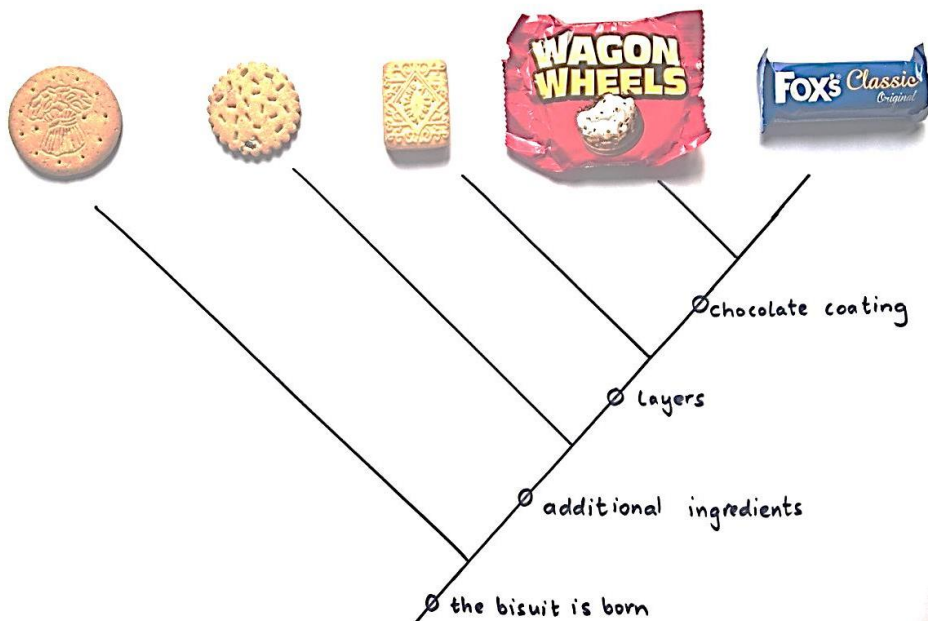 WAGON
WHEELS
FOX'S Classic
Original
chocolate coating
layers
additional ingredients
the bisuit is born